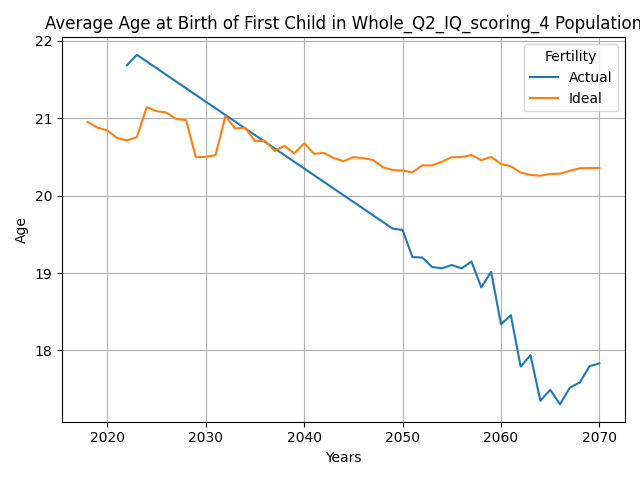 Average Age at Birth of First Child in Whole_Q2_IQ_scoring_4 Population
Fertility
Actual
Ideal
22
21
20
19
18
Age
2020 2030 2040 2050 2060 2070
Years